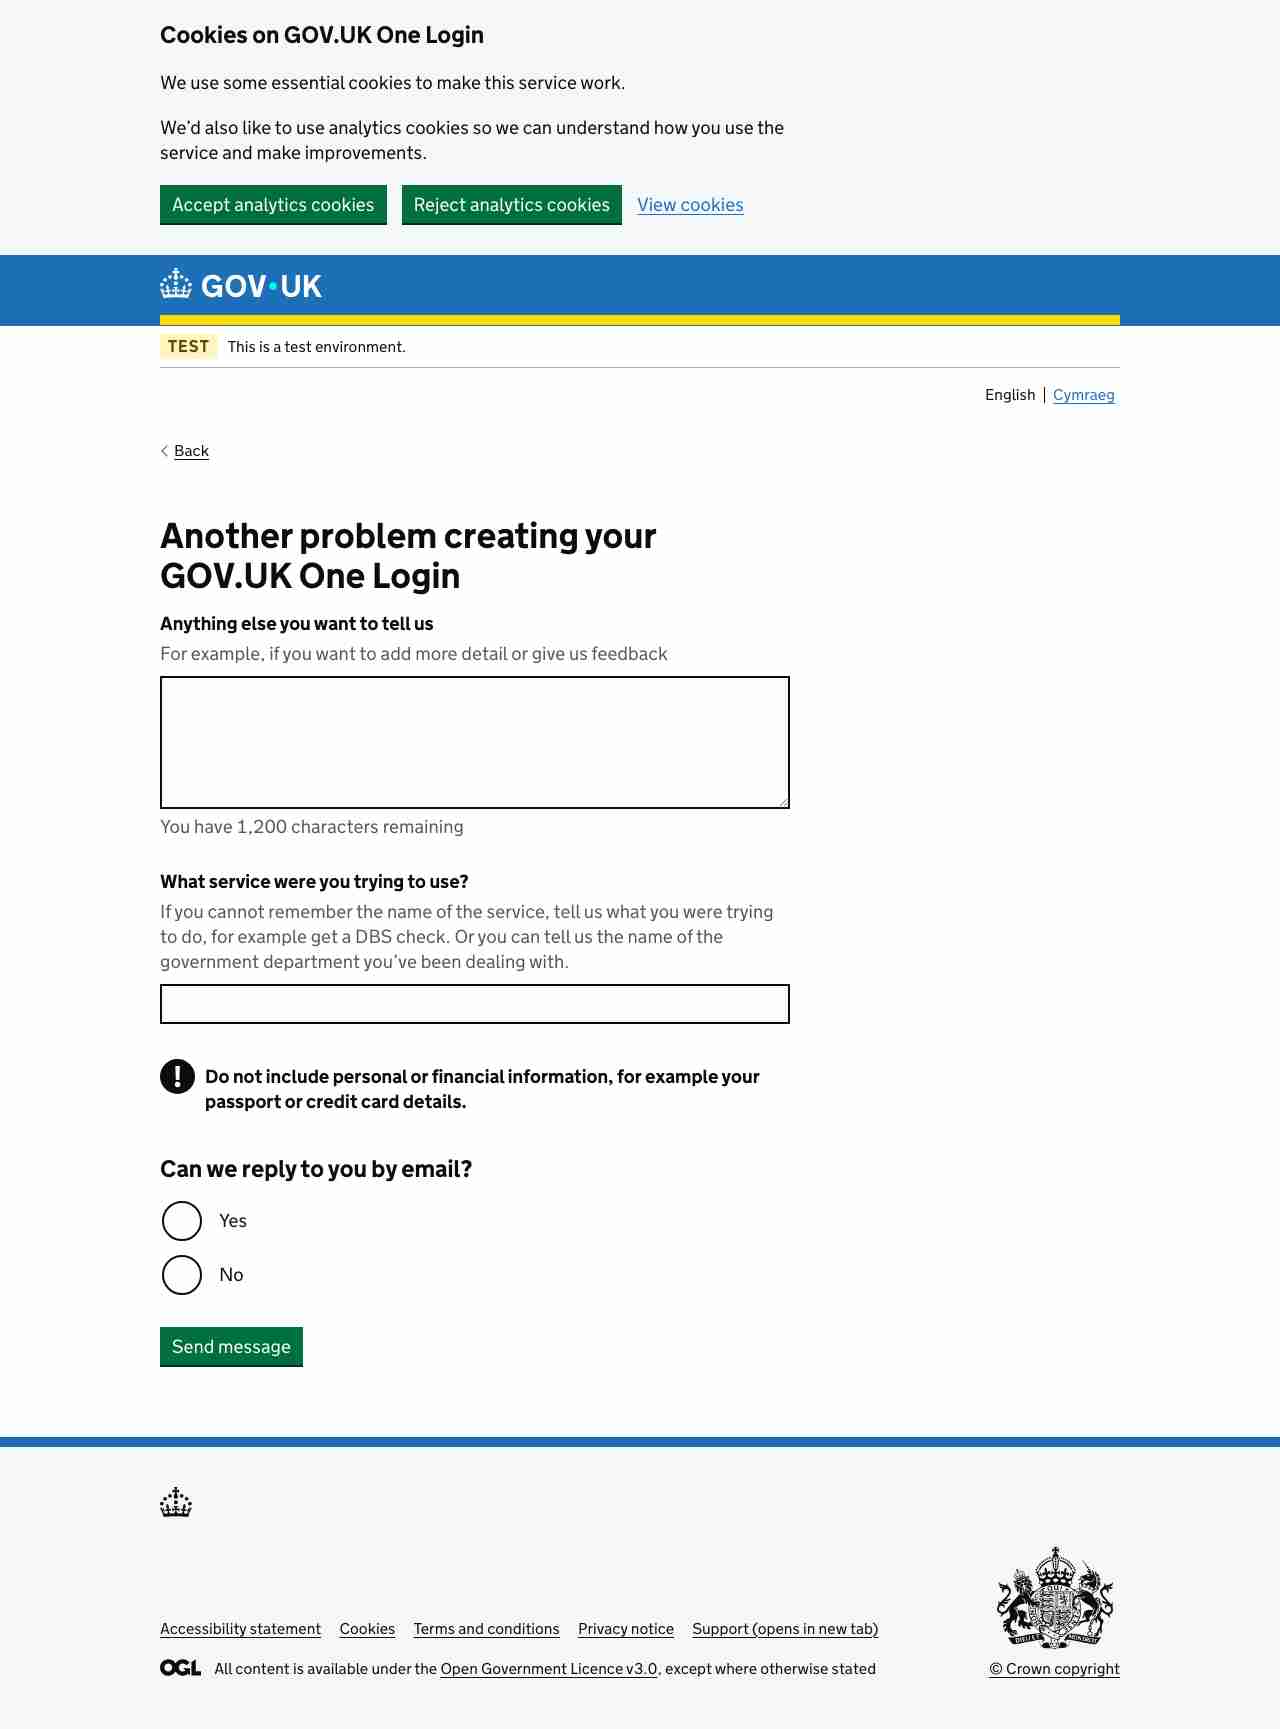 Cookies on GOV.UK One Login
We use some essential cookies to make this service work.
We’d also like to use analytics cookies so we can understand how you use the
service and make improvements.
Accept analytics cookies Reject analytics cookies View cookies
GOV·UK
TEST This is a test environment.
English Cymraeg
Back
Another problem creating your
GOV.UK One Login
Anything else you want to tell us
For example, if you want to add more detail or give us feedback
You have 1,200 characters remaining
What service were you trying to use?
If you cannot remember the name of the service, tell us what you were trying
to do, for example get a DBS check. Or you can tell us the name of the
government department you’ve been dealing with.
! Do not include personal or financial information, for example your
passport or credit card details.
Can we reply to you by email?
Yes
No
Send message
Accessibility statement Cookies Terms and conditions Privacy notice Support (opens in new tab)
OGL All content is available under the Open Government Licence v3.0, except where otherwise stated
© Crown copyright